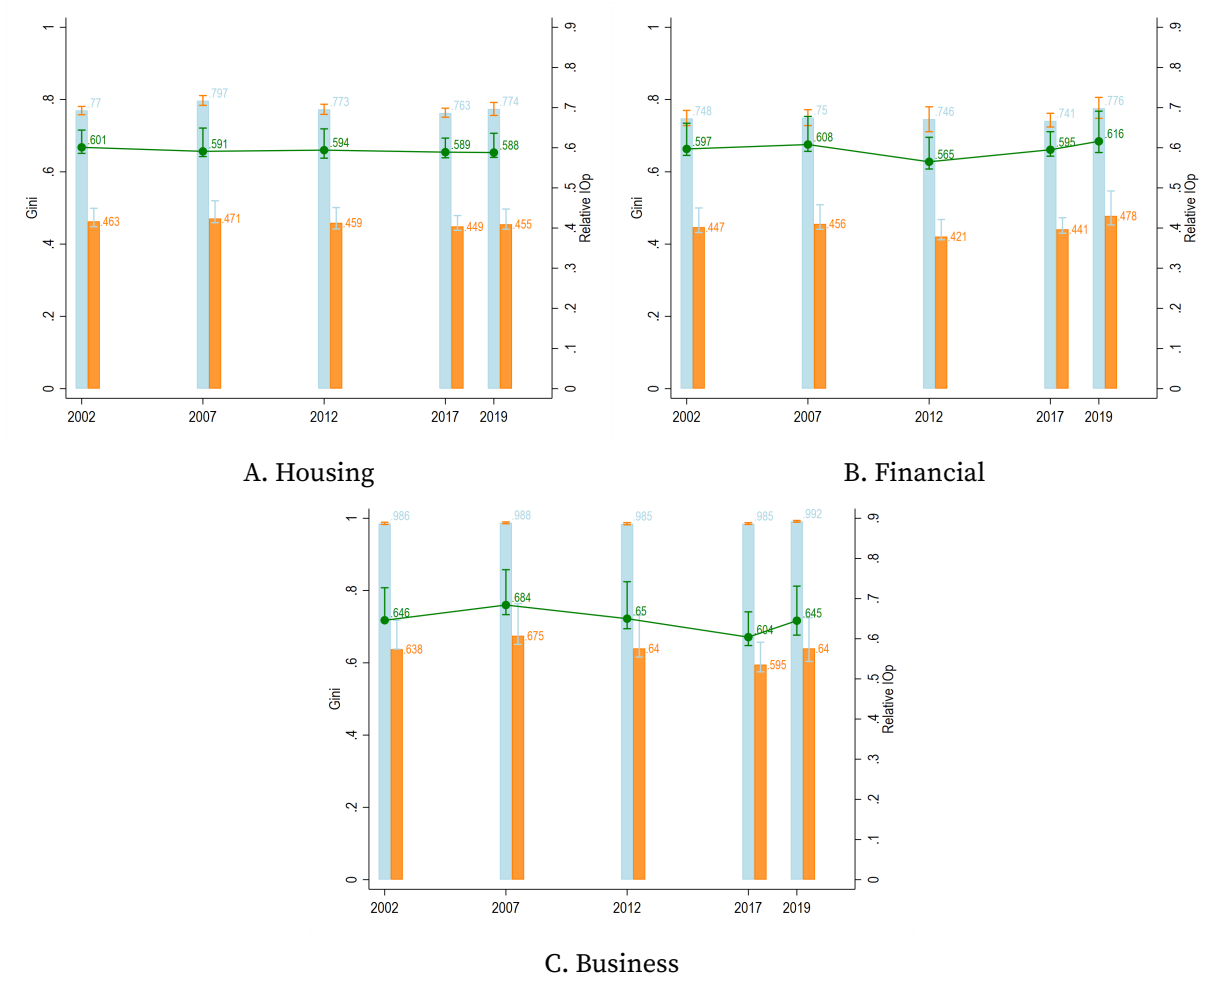 1 .8 .6 .4 .2 0
Gini
.77 .797 .773 .763 .774
.601 .591 .594 .589 .588
.463 .471 .459 .449 .455
.9 .8 .7 .6 .5 .4 .3 .2 .1 0
Relative IOp
2002 2007 2012 2017 2019
A. Housing
1 .8 .6 .4 .2 0
Gini
.748 .75 .746 .741 .776
.597 .608 .565 .595 .616
.447 .456 .421 .441 .478
.9 .8 .7 .6 .5 .4 .3 .2 .1 0
Relative IOp
2002 2007 2012 2017 2019
B. Financial
1 .8 .6 .4 .2 0
Gini
.986 .988 .985 .985 .992
.646 .684 .65 .604 .645
.638 .675 .64 .595 .64
.9 .8 .7 .6 .5 .4 .3 .2 .1 0
Relative IOp
2002 2007 2012 2017 2019
C. Business